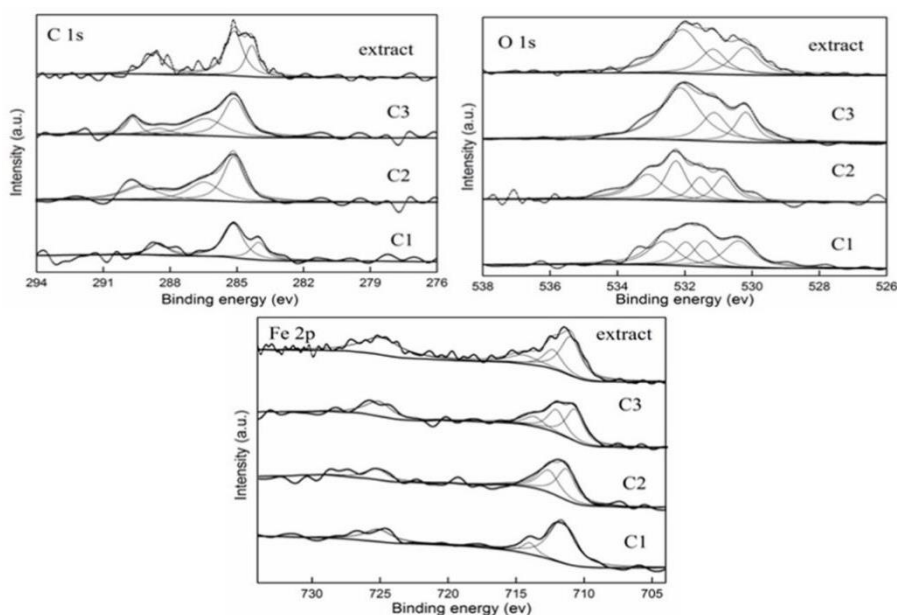 C 1s
extract
C3
C2
C1
Intensity (a.u.)
294 291 288 285 282 279 276
Binding energy (ev)
O 1s
extract
C3
C2
C1
Intensity (a.u.)
538 536 534 532 530 528 526
Binding energy (ev)
Fe 2p
extract
C3
C2
C1
Intensity (a.u.)
730 725 720 715 710 705
Binding energy (ev)